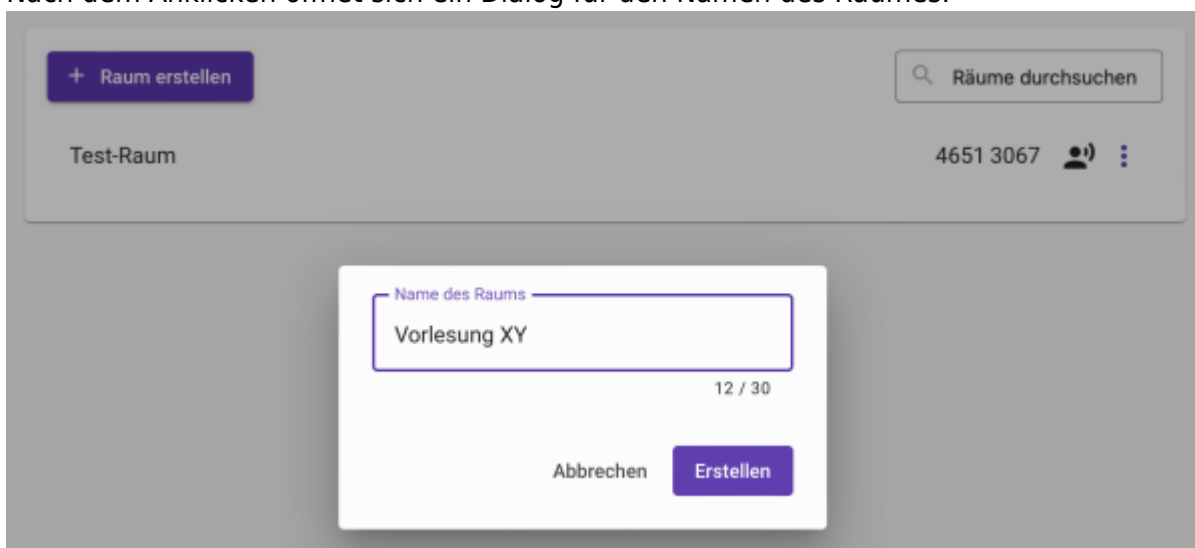 Nach dem Anklicken öffnet sich ein Dialog für den Namen des Raumes:
+ Raum erstellen
Räume durchsuchen
Test-Raum
4651 3067
Name des Raums
Vorlesung XY
12 / 30
Abbrechen
Erstellen